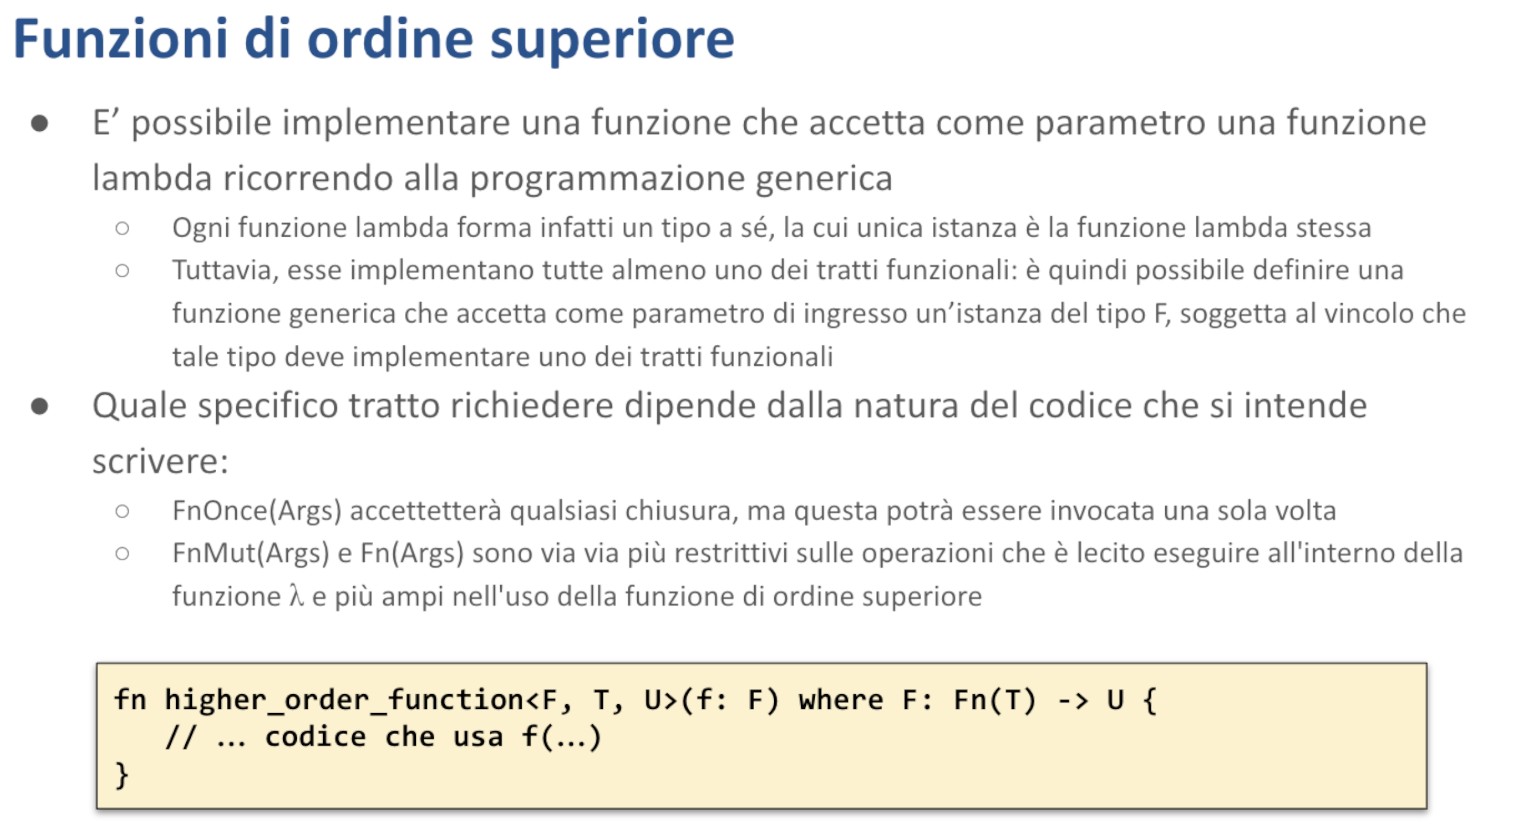 Funzioni di ordine superiore
● E’ possibile implementare una funzione che accetta come parametro una funzione
lambda ricorrendo alla programmazione generica
○ Ogni funzione lambda forma infatti un tipo a sé, la cui unica istanza è la funzione lambda stessa
○ Tuttavia, esse implementano tutte almeno uno dei tratti funzionali: è quindi possibile definire una
funzione generica che accetta come parametro di ingresso un’istanza del tipo F, soggetta al vincolo che
tale tipo deve implementare uno dei tratti funzionali
● Quale specifico tratto richiedere dipende dalla natura del codice che si intende
scrivere:
○ FnOnce(Args) accettetterà qualsiasi chiusura, ma questa potrà essere invocata una sola volta
○ FnMut(Args) e Fn(Args) sono via via più restrittivi sulle operazioni che è lecito eseguire all'interno della
funzione λ e più ampi nell'uso della funzione di ordine superiore
fn higher_order_function<F, T, U>(f: F) where F: Fn(T) -> U {
// … codice che usa f(…)
}